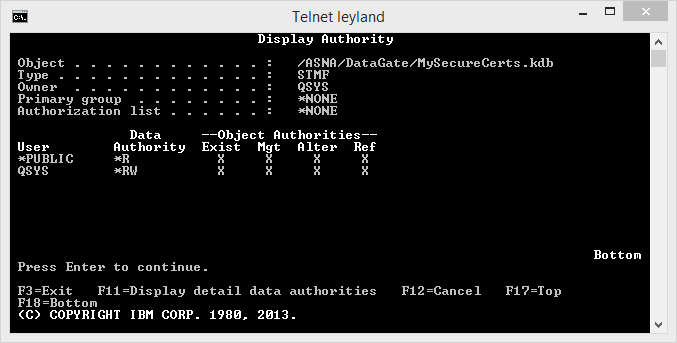 Telnet leyland
Display Authority
Object . . . . . . . . . . . . : /ASNA/DataGate/MySecureCerts.kdb
Type . . . . . . . . . . . . . : STMF
Owner . . . . . . . . . . . . : QSYS
Primary group . . . . . . . . : *NONE
Authorization list . . . . . . : *NONE
Data --Object Authorities--
User Authority Exist Mgt Alter Ref
*PUBLIC *R X X X X
QSYS *RW X X X X
Bottom
Press Enter to continue.
F3=Exit F11=Display detail data authorities F12=Cancel F17=Top
F18=Bottom
(C) COPYRIGHT IBM CORP. 1980, 2013.